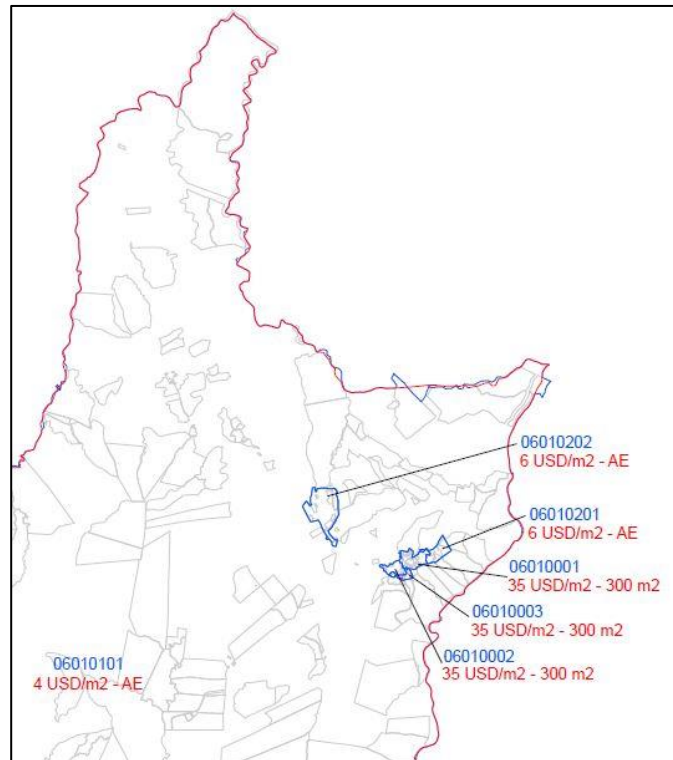 06010202
6 USD/m2 - AE
06010201
6 USD/m2 - AE
06010001
35 USD/m2 - 300 m2
06010003
35 USD/m2 - 300 m2
06010002
35 USD/m2 - 300 m2
06010101
4 USD/m2 - AE